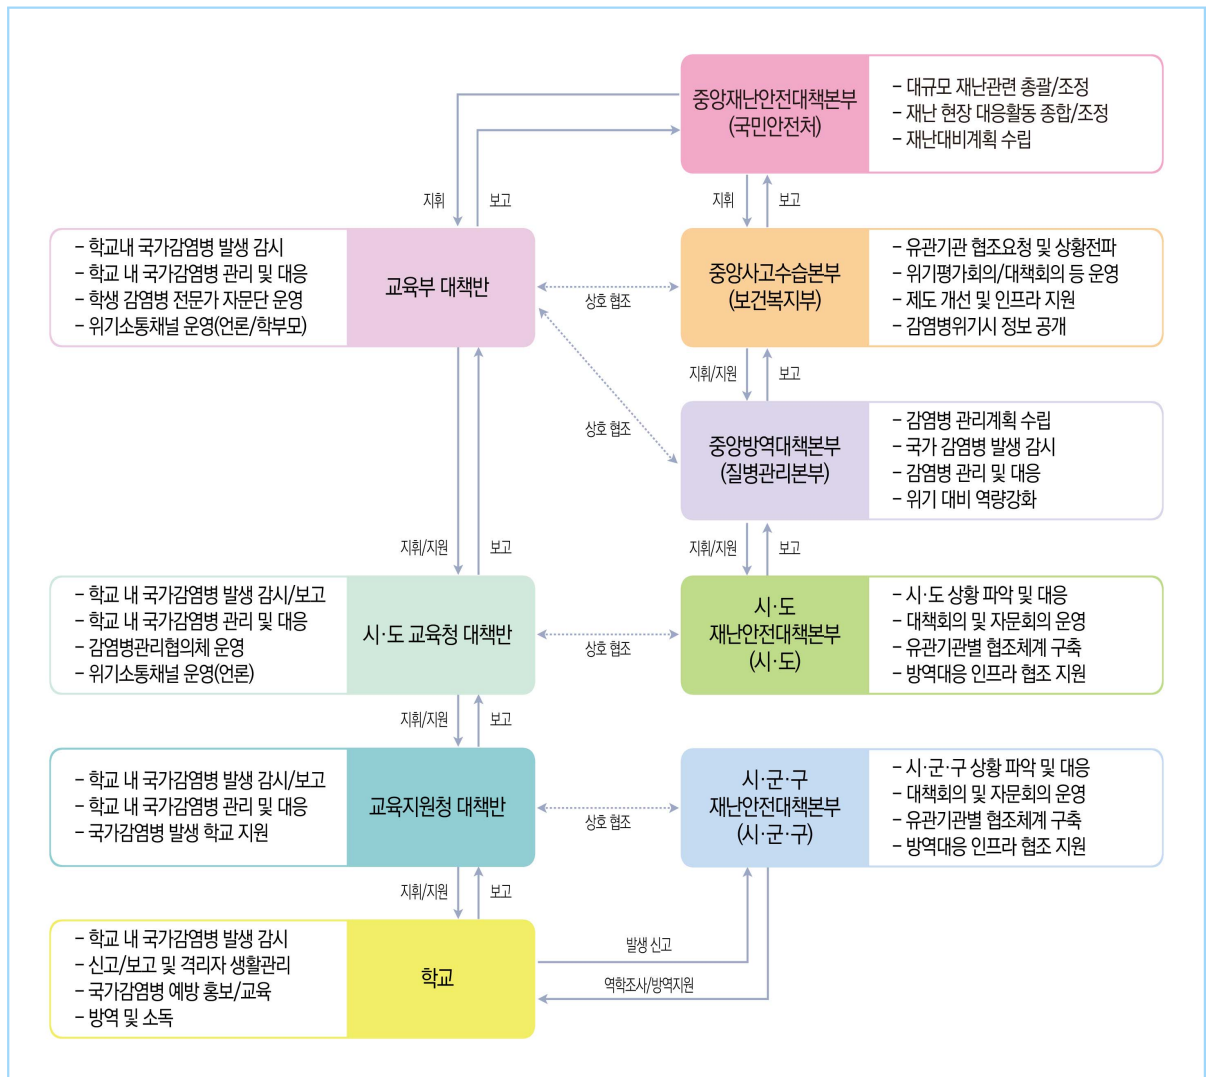 중앙재난안전대책본부
(국민안전처)
– 대규모 재난관련 총괄/조정
– 재난 현장 대응활동 종합/조정
– 재난대비계획 수립
지휘
보고
지휘
보고
– 학교내 국가감염병 발생 감시
– 학교 내 국가감염병 관리 및 대응
– 학생 감염병 전문가 자문단 운영
– 위기소통채널 운영(언론/학부모)
교육부 대책반
상호 협조
중앙사고수습본부
(보건복지부)
– 유관기관 협조요청 및 상황전파
– 위기평가회의/대책회의 등 운영
– 제도 개선 및 인프라 지원
– 감염병위기시 정보 공개
지휘/지원
보고
상호 협조
중앙방역대책본부
(질병관리본부)
– 감염병 관리계획 수립
– 국가 감염병 발생 감시
– 감염병 관리 및 대응
– 위기 대비 역량강화
지휘/지원
보고
지휘/지원
보고
– 학교 내 국가감염병 발생 감시/보고
– 학교 내 국가감염병 관리 및 대응
– 감염병관리협의체 운영
– 위기소통채널 운영(언론)
시·도 교육청 대책반
상호 협조
시·도
재난안전대책본부
(시·도)
– 시·도 상황 파악 및 대응
– 대책회의 및 자문회의 운영
– 유관기관별 협조체계 구축
– 방역대응 인프라 협조 지원
지휘/지원
보고
– 학교 내 국가감염병 발생 감시/보고
– 학교 내 국가감염병 관리 및 대응
– 국가감염병 발생 학교 지원
교육지원청 대책반
상호 협조
시·군·구
재난안전대책본부
(시·군·구)
– 시·군·구 상황 파악 및 대응
– 대책회의 및 자문회의 운영
– 유관기관별 협조체계 구축
– 방역대응 인프라 협조 지원
지휘/지원
보고
– 학교 내 국가감염병 발생 감시
– 신고/보고 및 격리자 생활관리
– 국가감염병 예방 홍보/교육
– 방역 및 소독
학교
발생 신고
역학조사/방역지원